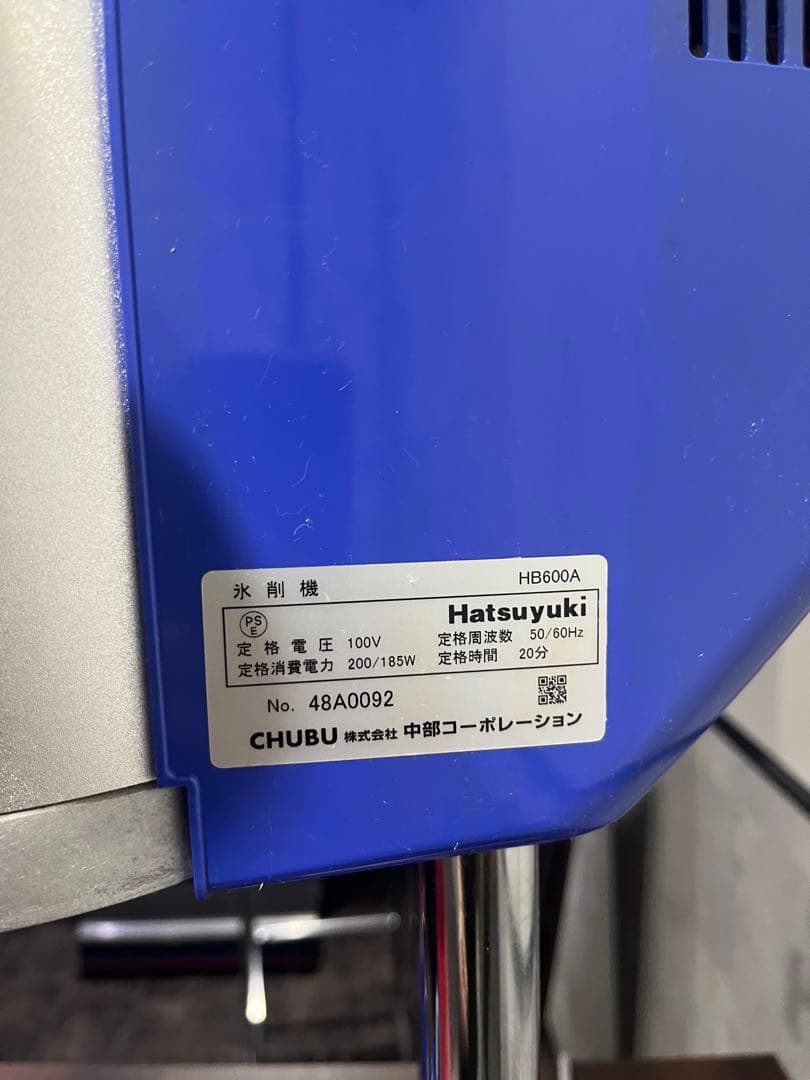 氷削機 HB600A
PSE Hatsuyuki
定格電圧 100V 定格周波数 50/60Hz
定格消費電力 200/185W 定格時間 20分
No. 48A0092
CHUBU 株式会社 中部コーポレーション